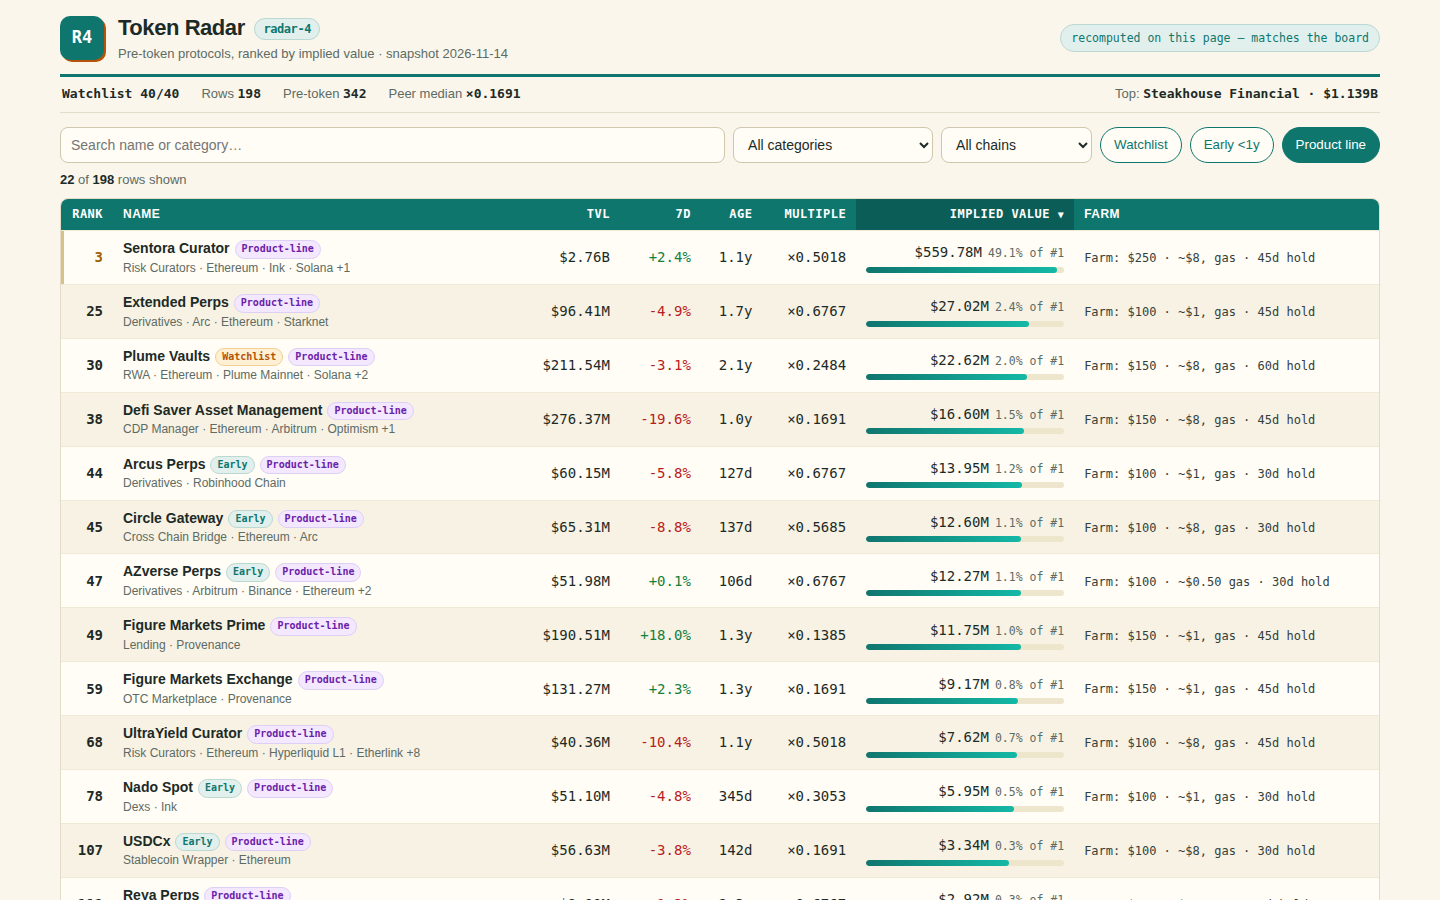 R4
Token Radar radar-4
Pre-token protocols, ranked by implied value · snapshot 2026-11-14
recomputed on this page — matches the board
Watchlist 40/40 Rows 198 Pre-token 342 Peer median ×0.1691 Top: Steakhouse Financial · $1.139B
Search name or category… All categories All chains Watchlist Early <1y Product line
22 of 198 rows shown
RANK NAME TVL 7D AGE MULTIPLE IMPLIED VALUE ▼ FARM
3 Sentora Curator Product-line $2.76B +2.4% 1.1y ×0.5018 $559.78M 49.1% of #1 Farm: $250 · ~$8, gas · 45d hold
Risk Curators · Ethereum · Ink · Solana +1
25 Extended Perps Product-line $96.41M -4.9% 1.7y ×0.6767 $27.02M 2.4% of #1 Farm: $100 · ~$1, gas · 45d hold
Derivatives · Arc · Ethereum · Starknet
30 Plume Vaults Watchlist Product-line $211.54M -3.1% 2.1y ×0.2484 $22.62M 2.0% of #1 Farm: $150 · ~$8, gas · 60d hold
RWA · Ethereum · Plume Mainnet · Solana +2
38 Defi Saver Asset Management Product-line $276.37M -19.6% 1.0y ×0.1691 $16.60M 1.5% of #1 Farm: $150 · ~$8, gas · 45d hold
CDP Manager · Ethereum · Arbitrum · Optimism +1
44 Arcus Perps Early Product-line $60.15M -5.8% 127d ×0.6767 $13.95M 1.2% of #1 Farm: $100 · ~$1, gas · 30d hold
Derivatives · Robinhood Chain
45 Circle Gateway Early Product-line $65.31M -8.8% 137d ×0.5685 $12.60M 1.1% of #1 Farm: $100 · ~$8, gas · 30d hold
Cross Chain Bridge · Ethereum · Arc
47 AZverse Perps Early Product-line $51.98M +0.1% 106d ×0.6767 $12.27M 1.1% of #1 Farm: $100 · ~$0.50 gas · 30d hold
Derivatives · Arbitrum · Binance · Ethereum +2
49 Figure Markets Prime Product-line $190.51M +18.0% 1.3y ×0.1385 $11.75M 1.0% of #1 Farm: $150 · ~$1, gas · 45d hold
Lending · Provenance
59 Figure Markets Exchange Product-line $131.27M +2.3% 1.3y ×0.1691 $9.17M 0.8% of #1 Farm: $150 · ~$1, gas · 45d hold
OTC Marketplace · Provenance
68 UltraYield Curator Product-line $40.36M -10.4% 1.1y ×0.5018 $7.62M 0.7% of #1 Farm: $100 · ~$8, gas · 45d hold
Risk Curators · Ethereum · Hyperliquid L1 · Etherlink +8
78 Nado Spot Early Product-line $51.10M -4.8% 345d ×0.3053 $5.95M 0.5% of #1 Farm: $100 · ~$1, gas · 30d hold
Dexs · Ink
107 USDCx Early Product-line $56.63M -3.8% 142d ×0.1691 $3.34M 0.3% of #1 Farm: $100 · ~$8, gas · 30d hold
Stablecoin Wrapper · Ethereum
Reya Perps Product-line $2.92M 0.3% of #1